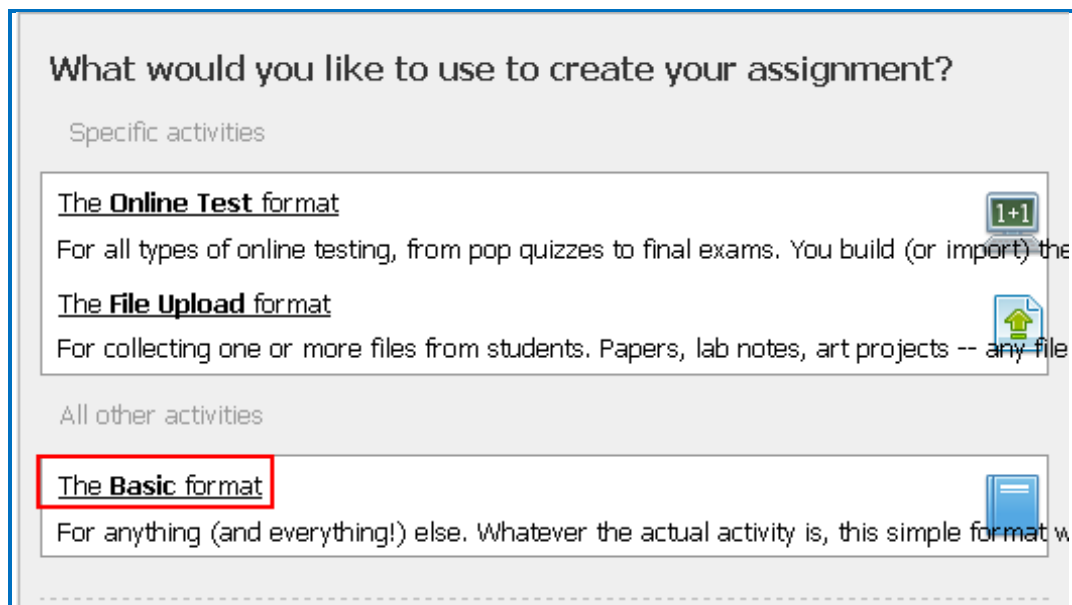 What would you like to use to create your assignment?
Specific activities
The Online Test format
1+1
For all types of online testing, from pop quizzes to final exams. You build (or import) the
The File Upload format
For collecting one or more files from students. Papers, lab notes, art projects -- any file
All other activities
The Basic format
For anything (and everything!) else. Whatever the actual activity is, this simple format w